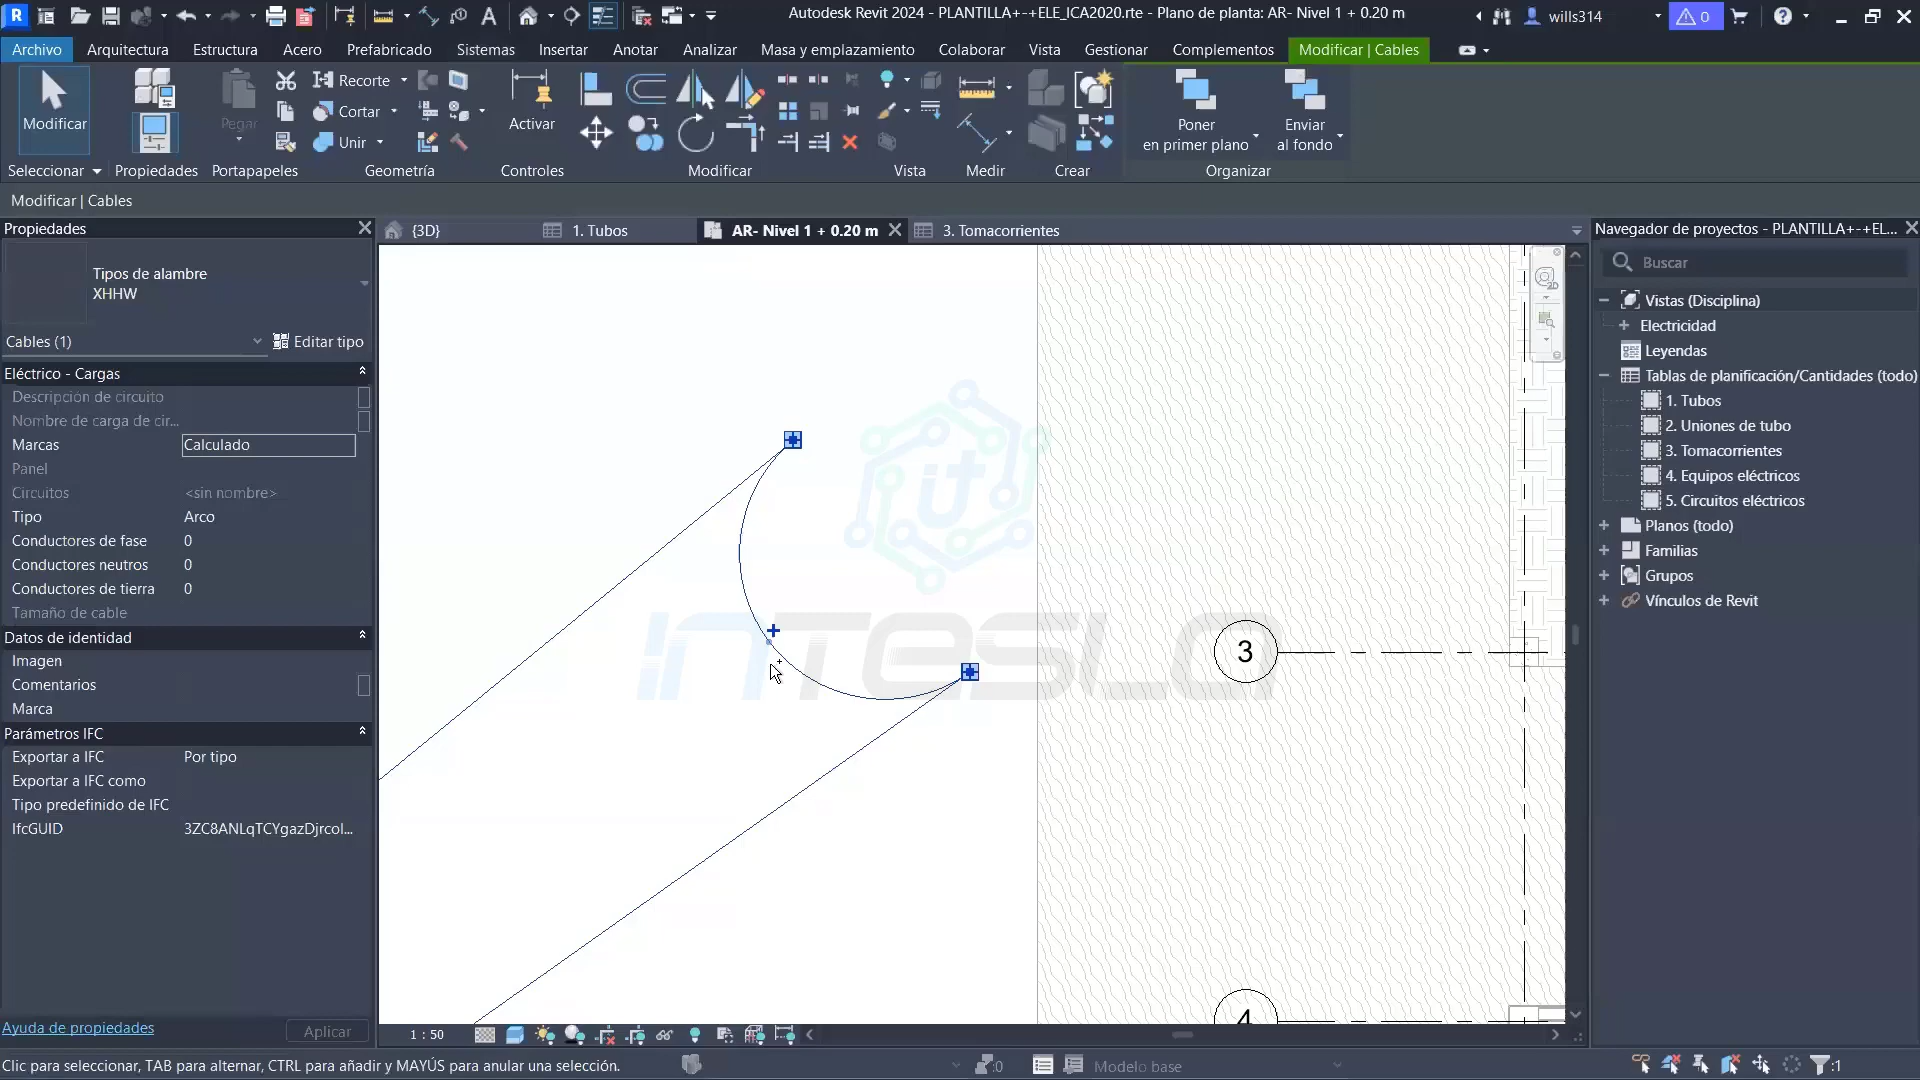 Autodesk Revit 2024 - PLANTILLA+-+ELE_ICA2020.rte - Plano de planta: AR- Nivel 1 + 0.20 m
wills314
0
Archivo Arquitectura Estructura Acero Prefabricado Sistemas Insertar Anotar Analizar Masa y emplazamiento Colaborar Vista Gestionar Complementos Modificar | Cables
Modificar
Pegar
Recorte
Cortar
Unir
Activar
Poner
en primer plano
Enviar
al fondo
Seleccionar Propiedades Portapapeles Geometría Controles Modificar Vista Medir Crear Organizar
Modificar | Cables
Propiedades
Tipos de alambre
XHHW
Cables (1)
Editar tipo
Eléctrico - Cargas
Descripción de circuito
Nombre de carga de cir...
Marcas Calculado
Panel
Circuitos <sin nombre>
Tipo Arco
Conductores de fase 0
Conductores neutros 0
Conductores de tierra 0
Tamaño de cable
Datos de identidad
Imagen
Comentarios
Marca
Parámetros IFC
Exportar a IFC Por tipo
Exportar a IFC como
Tipo predefinido de IFC
IfcGUID 3ZC8ANLqTCYgazDjrcol...
Ayuda de propiedades
Aplicar
{3D} 1. Tubos AR- Nivel 1 + 0.20 m 3. Tomacorrientes
it
INTESLA
3
4
2D
1 : 50
Navegador de proyectos - PLANTILLA+-+EL...
Buscar
Vistas (Disciplina)
Electricidad
Leyendas
Tablas de planificación/Cantidades (todo)
1. Tubos
2. Uniones de tubo
3. Tomacorrientes
4. Equipos eléctricos
5. Circuitos eléctricos
Planos (todo)
Familias
Grupos
Vínculos de Revit
Clic para seleccionar, TAB para alternar, CTRL para añadir y MAYÚS para anular una selección.
:0
Modelo base
:1